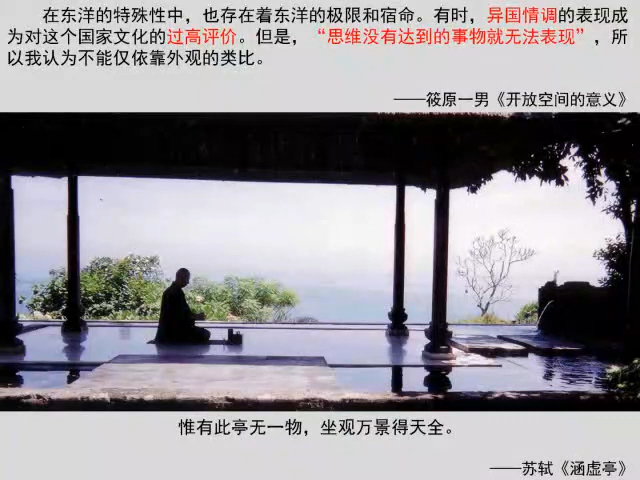 在东洋的特殊性中，也存在着东洋的极限和宿命。有时，异国情调的表现成
为对这个国家文化的过高评价。但是，“思维没有达到的事物就无法表现”，所
以我认为不能仅依靠外观的类比。
——筱原一男《开放空间的意义》
惟有此亭无一物，坐观万景得天全。
——苏轼《涵虚亭》